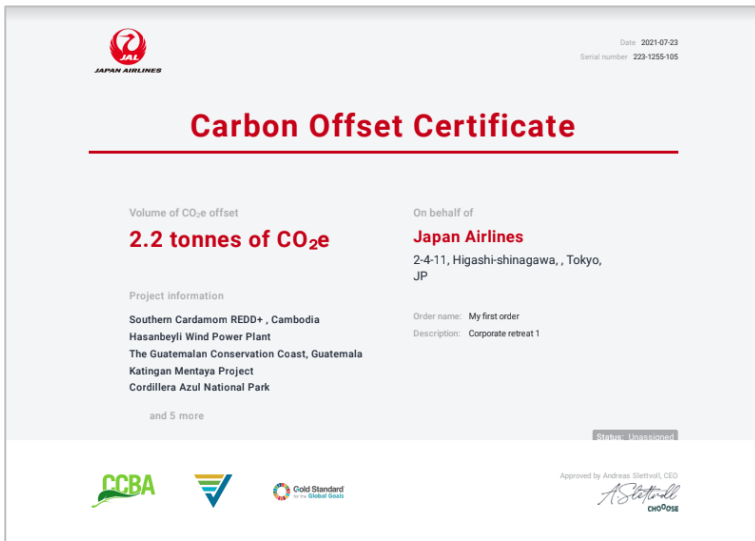 JAL
JAPAN AIRLINES
Date 2021-07-23
Serial number 223-1255-105
Carbon Offset Certificate
Volume of CO₂e offset
2.2 tonnes of CO₂e
On behalf of
Japan Airlines
2-4-11, Higashi-shinagawa, , Tokyo,
JP
Project information
Southern Cardamom REDD+ , Cambodia
Hasanbeyli Wind Power Plant
The Guatemalan Conservation Coast, Guatemala
Katingan Mentaya Project
Cordillera Azul National Park
and 5 more
Order name: My first order
Description: Corporate retreat 1
Status: Unassigned
CCBA
Gold Standard
for the Global Goals
Approved by Andreas Slettvoll, CEO
ASlettvoll
CHOOOSE